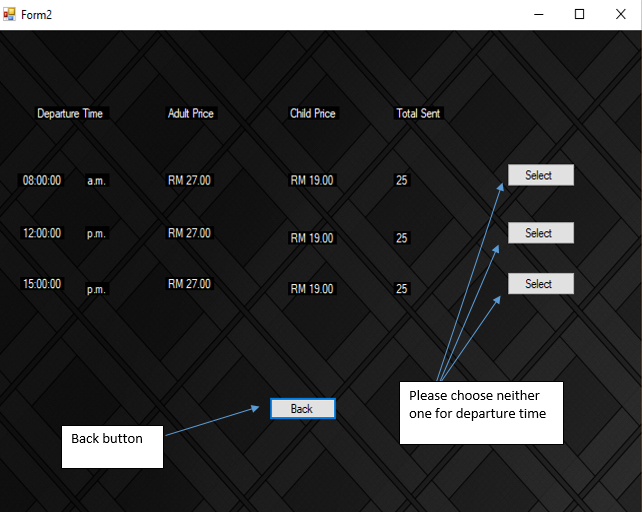 Form2
Departure Time Adult Price Child Price Total Sent
08:00:00 a.m. RM 27.00 RM 19.00 25 Select
12:00:00 p.m. RM 27.00 RM 19.00 25 Select
15:00:00 p.m. RM 27.00 RM 19.00 25 Select
Please choose neither
one for departure time
Back
Back button